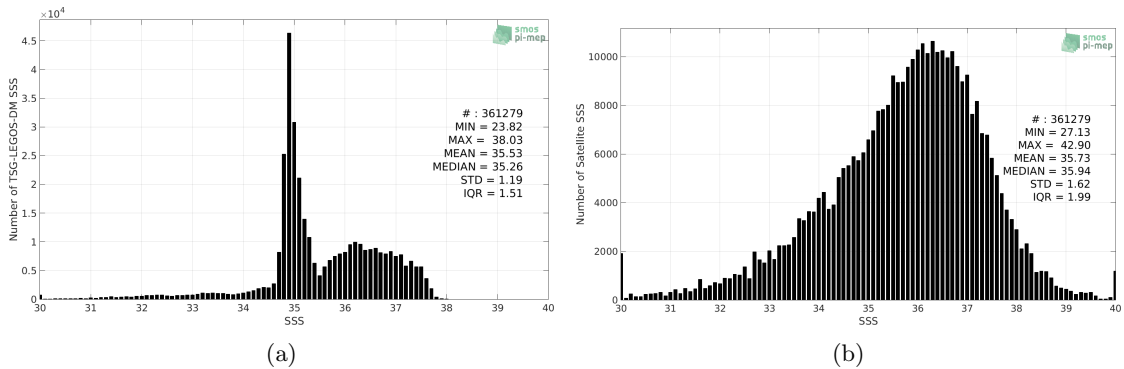 ×10⁴
4.5
4
3.5
3
2.5
2
1.5
1
0.5
0
30 31 32 33 34 35 36 37 38 39 40
SSS
Number of TSG-LEGOS-DM SSS
smos
pi-mep
# : 361279
MIN = 23.82
MAX = 38.03
MEAN = 35.53
MEDIAN = 35.26
STD = 1.19
IQR = 1.51
(a)
10000
8000
6000
4000
2000
0
30 31 32 33 34 35 36 37 38 39 40
SSS
Number of Satellite SSS
smos
pi-mep
# : 361279
MIN = 27.13
MAX = 42.90
MEAN = 35.73
MEDIAN = 35.94
STD = 1.62
IQR = 1.99
(b)